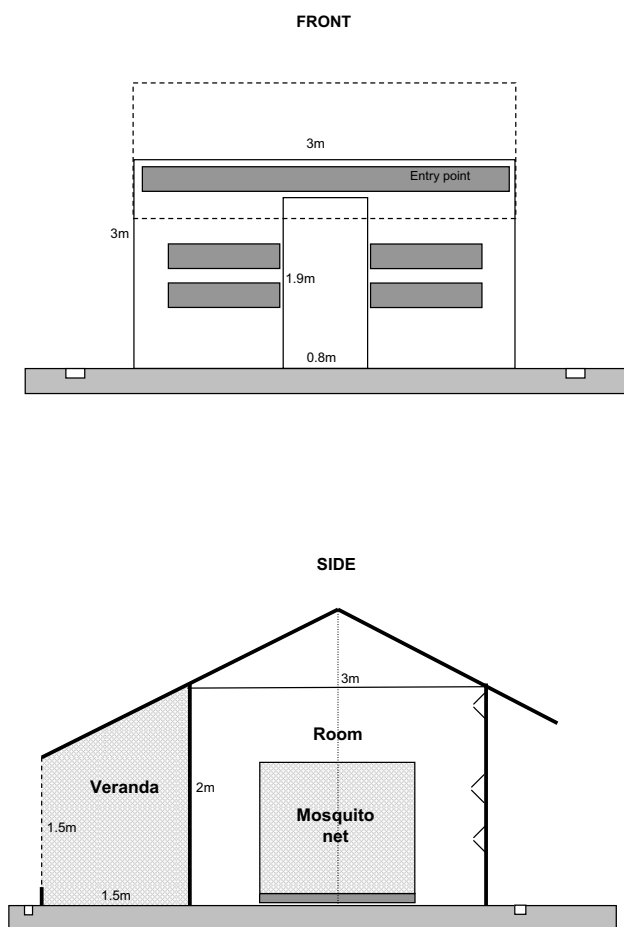 FRONT
3m
Entry point
3m
1.9m
0.8m
SIDE
3m
Room
Veranda
2m
Mosquito
net
1.5m
1.5m